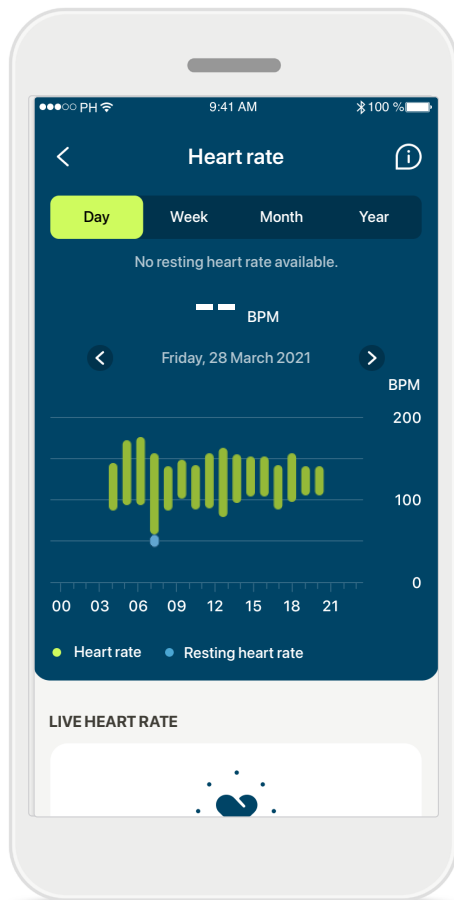 PH 9:41 AM 100 %
Heart rate
Day Week Month Year
No resting heart rate available.
-- BPM
Friday, 28 March 2021
BPM
200
100
0
00 03 06 09 12 15 18 21
Heart rate Resting heart rate
LIVE HEART RATE